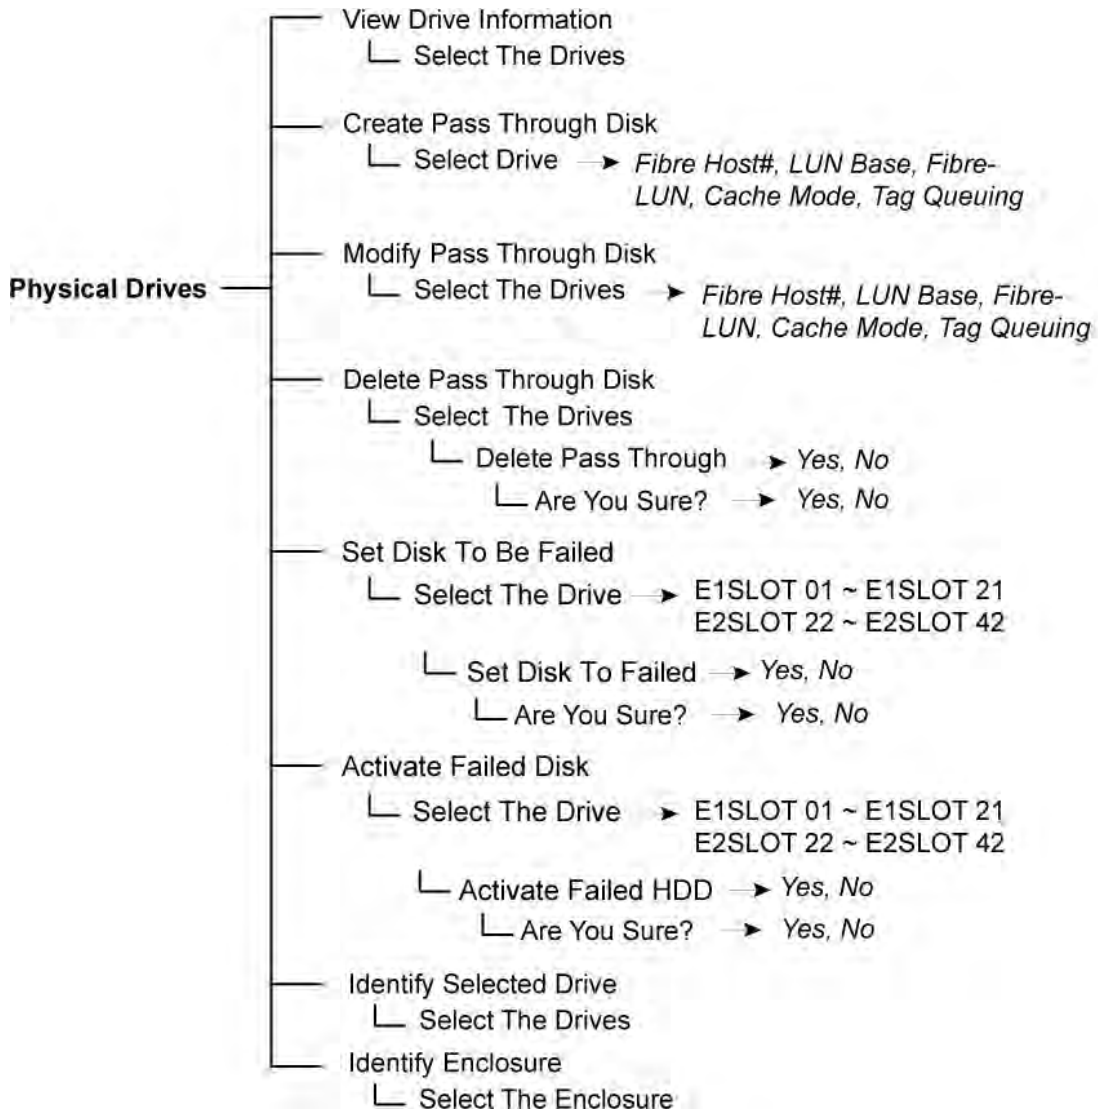 View Drive Information
Select The Drives
Create Pass Through Disk
Select Drive
Fibre Host#, LUN Base, Fibre-
LUN, Cache Mode, Tag Queuing
Modify Pass Through Disk
Physical Drives
Select The Drives
Fibre Host#, LUN Base, Fibre-
LUN, Cache Mode, Tag Queuing
Delete Pass Through Disk
Select The Drives
Delete Pass Through
Yes, No
Are You Sure?
Yes, No
Set Disk To Be Failed
Select The Drive
E1SLOT 01 ~ E1SLOT 21
E2SLOT 22 ~ E2SLOT 42
Set Disk To Failed
Yes, No
Are You Sure?
Yes, No
Activate Failed Disk
Select The Drive
E1SLOT 01 ~ E1SLOT 21
E2SLOT 22 ~ E2SLOT 42
Activate Failed HDD
Yes, No
Are You Sure?
Yes, No
Identify Selected Drive
Select The Drives
Identify Enclosure
Select The Enclosure